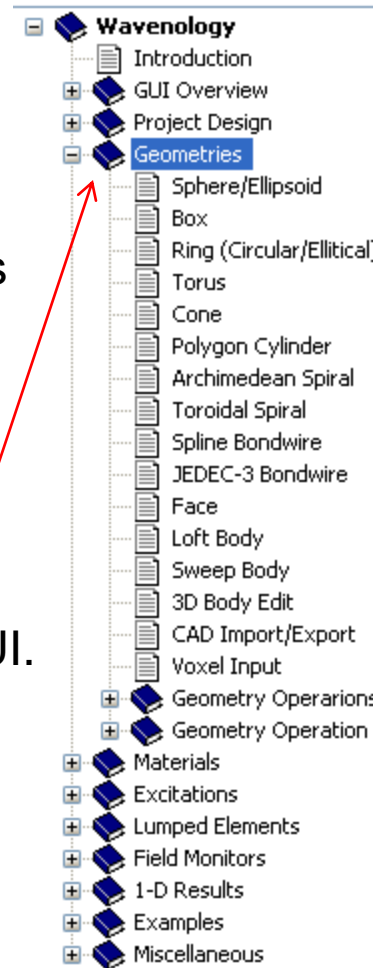 Wavenology
Introduction
GUI Overview
Project Design
Geometries
Sphere/Ellipsoid
Box
s
Ring (Circular/Ellitical)
Torus
Cone
Polygon Cylinder
Archimedean Spiral
Toroidal Spiral
Spline Bondwire
JEDEC-3 Bondwire
Face
Loft Body
Sweep Body
3D Body Edit
UI.
CAD Import/Export
Voxel Input
Geometry Operarions
Geometry Operation
Materials
Excitations
Lumped Elements
Field Monitors
1-D Results
Examples
Miscellaneous